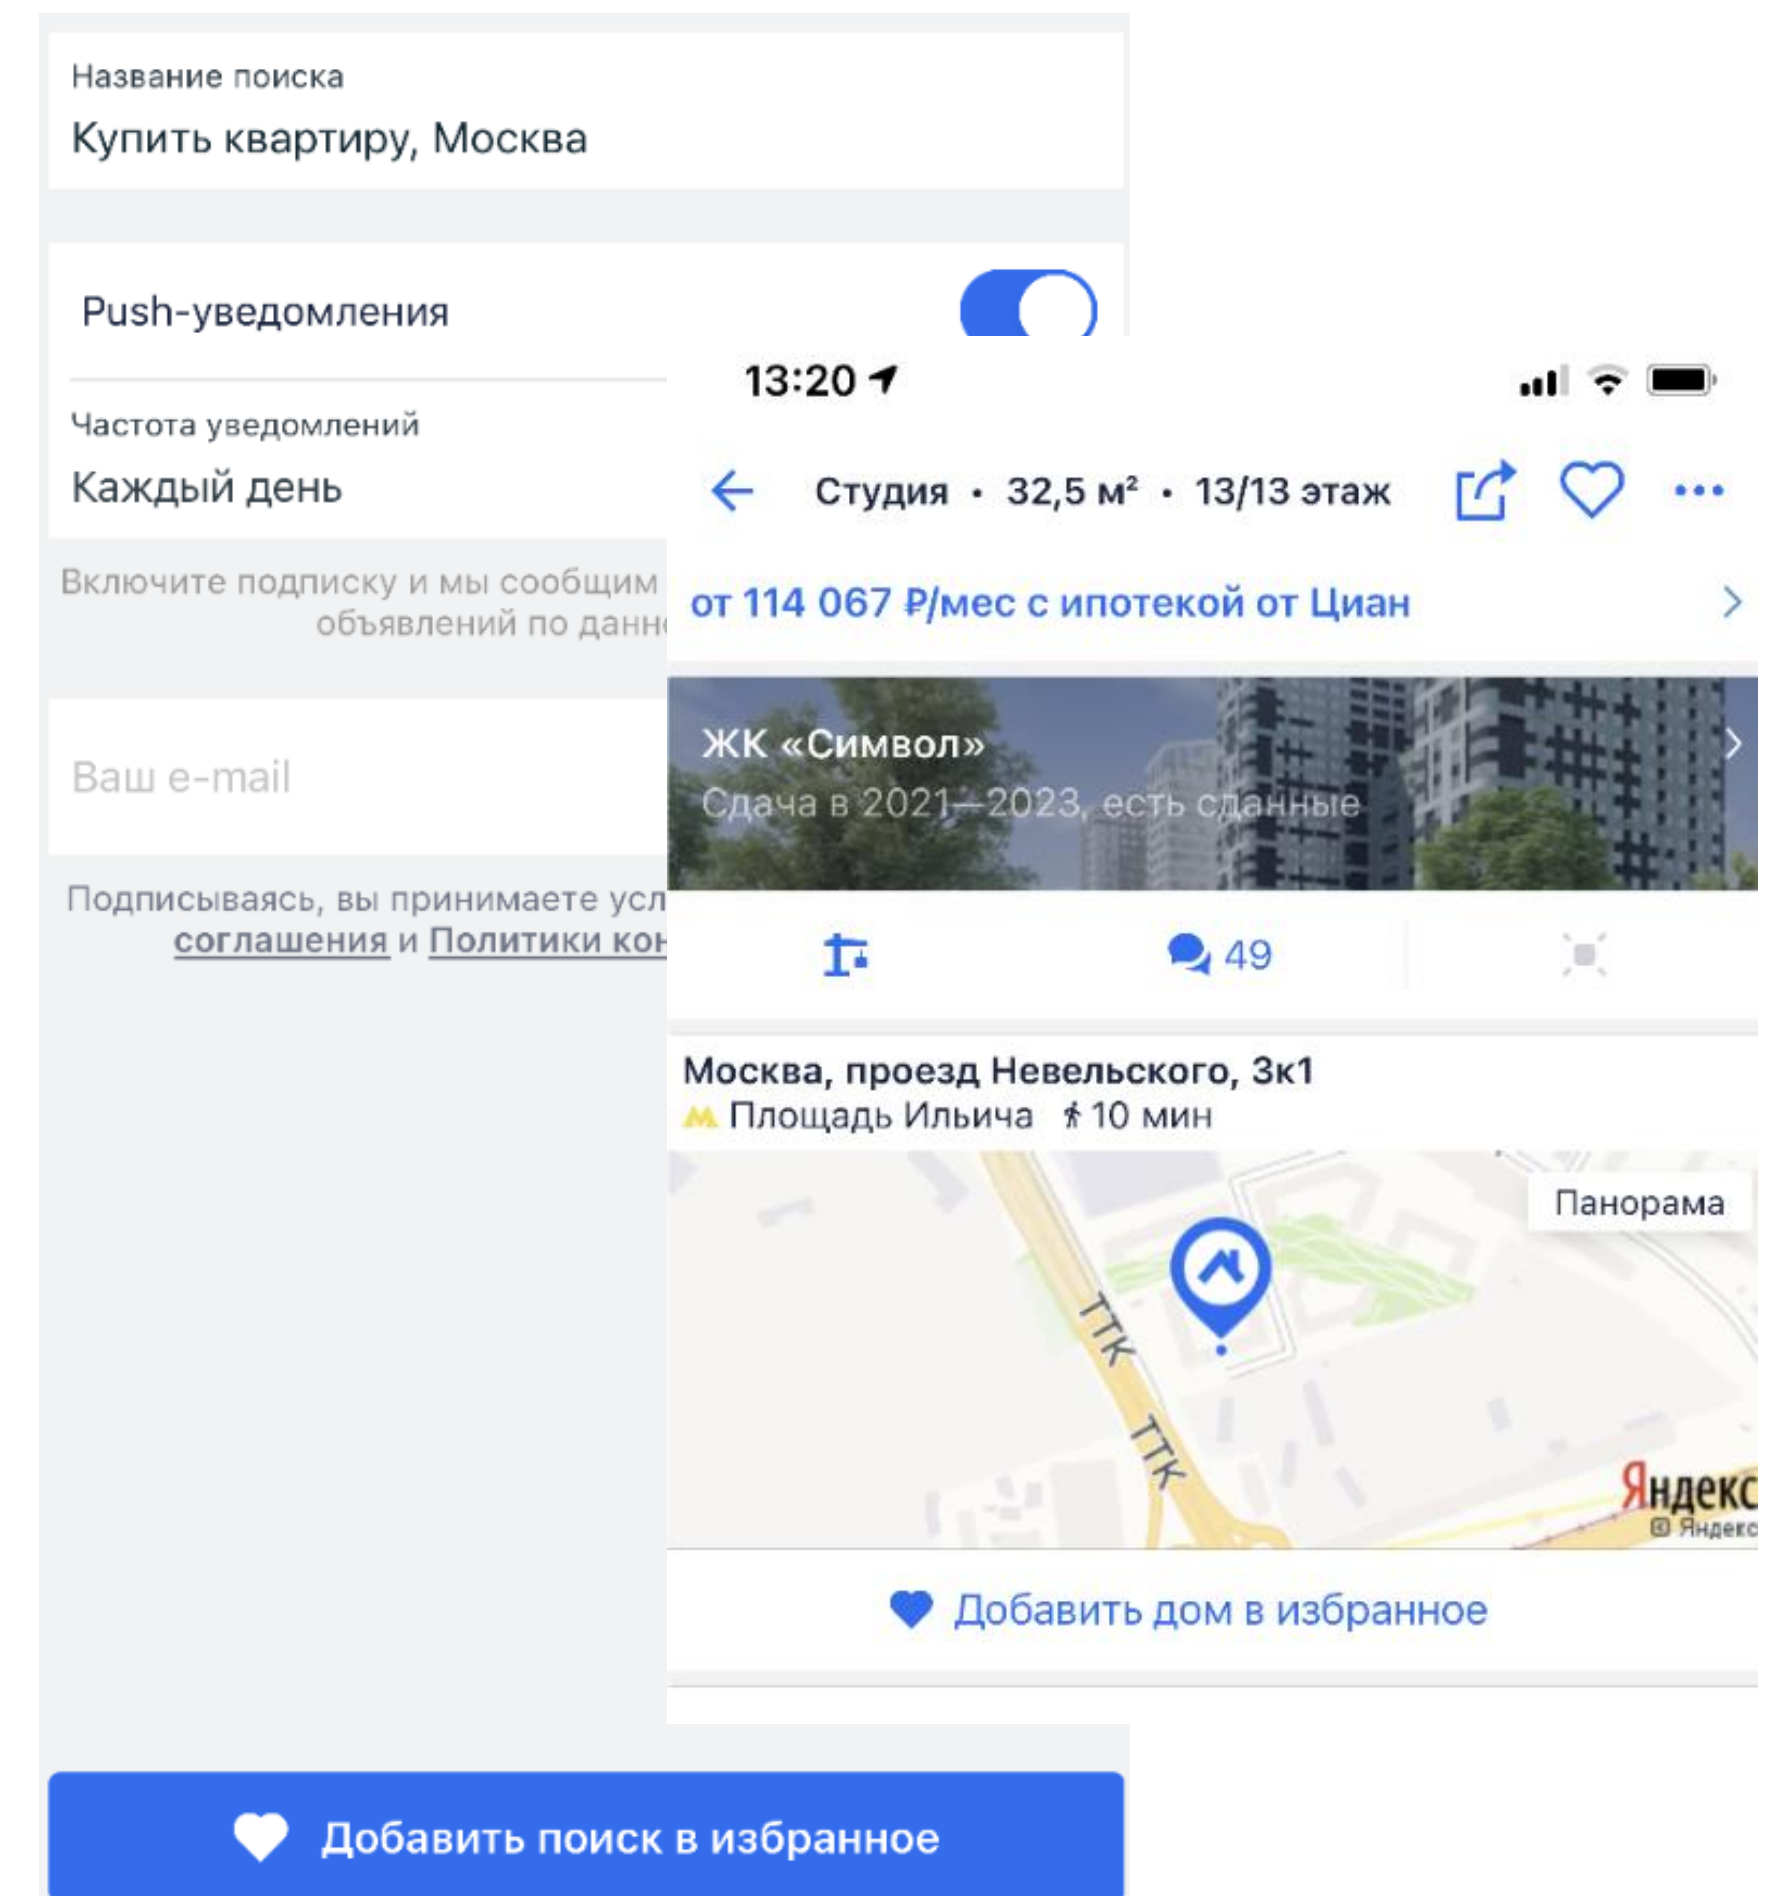 Название поиска
Купить квартиру, Москва
Push-уведомления
Частота уведомлений
Каждый день
Включите подписку и мы сообщим
объявлений по
Ваш e-mail
Подписываясь, вы принимаете
соглашения и Политики
Добавить поиск в избранное
13:20
Студия • 32,5 м² • 13/13 этаж
от 114 067 ₽/мес с ипотекой от Циан
ЖК «Символ»
Сдача в 2021—2023, есть сданные
49
Москва, проезд Невельского, 3к1
Площадь Ильича 10 мин
Панорама
ТТК
ТТК
Яндекс
© Яндекс
Добавить дом в избранное